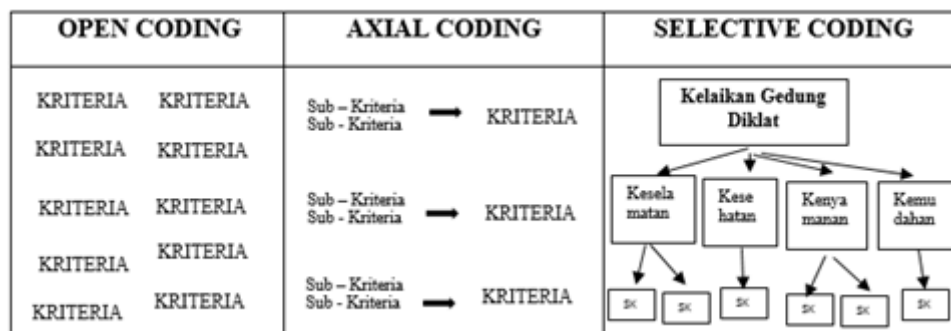 OPEN CODING
KRITERIA KRITERIA
KRITERIA KRITERIA
KRITERIA KRITERIA
KRITERIA KRITERIA
KRITERIA KRITERIA
AXIAL CODING
Sub – Kriteria
Sub - Kriteria
KRITERIA
Sub – Kriteria
Sub - Kriteria
KRITERIA
Sub – Kriteria
Sub - Kriteria
KRITERIA
SELECTIVE CODING
Kelaikan Gedung
Diklat
Kesela
matan
Kese
hatan
Kenya
manan
Kemu
dahan
SK
SK
SK
SK
SK
SK